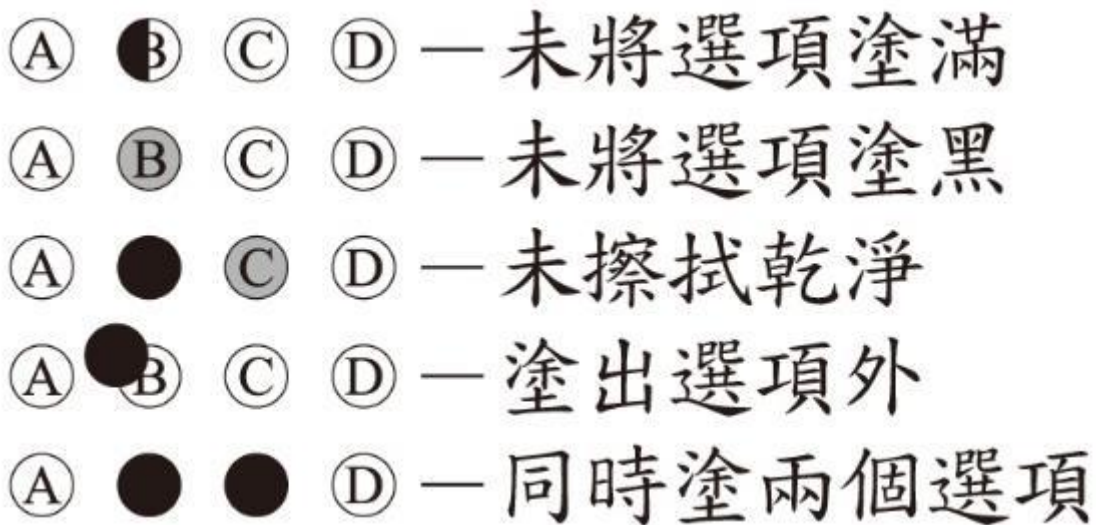 Ⓐ B Ⓒ Ⓓ — 未將選項塗滿
Ⓐ Ⓑ Ⓒ Ⓓ — 未將選項塗黑
Ⓐ ● Ⓒ Ⓓ — 未擦拭乾淨
Ⓐ Ⓑ Ⓒ Ⓓ — 塗出選項外
Ⓐ ● ● Ⓓ — 同時塗兩個選項